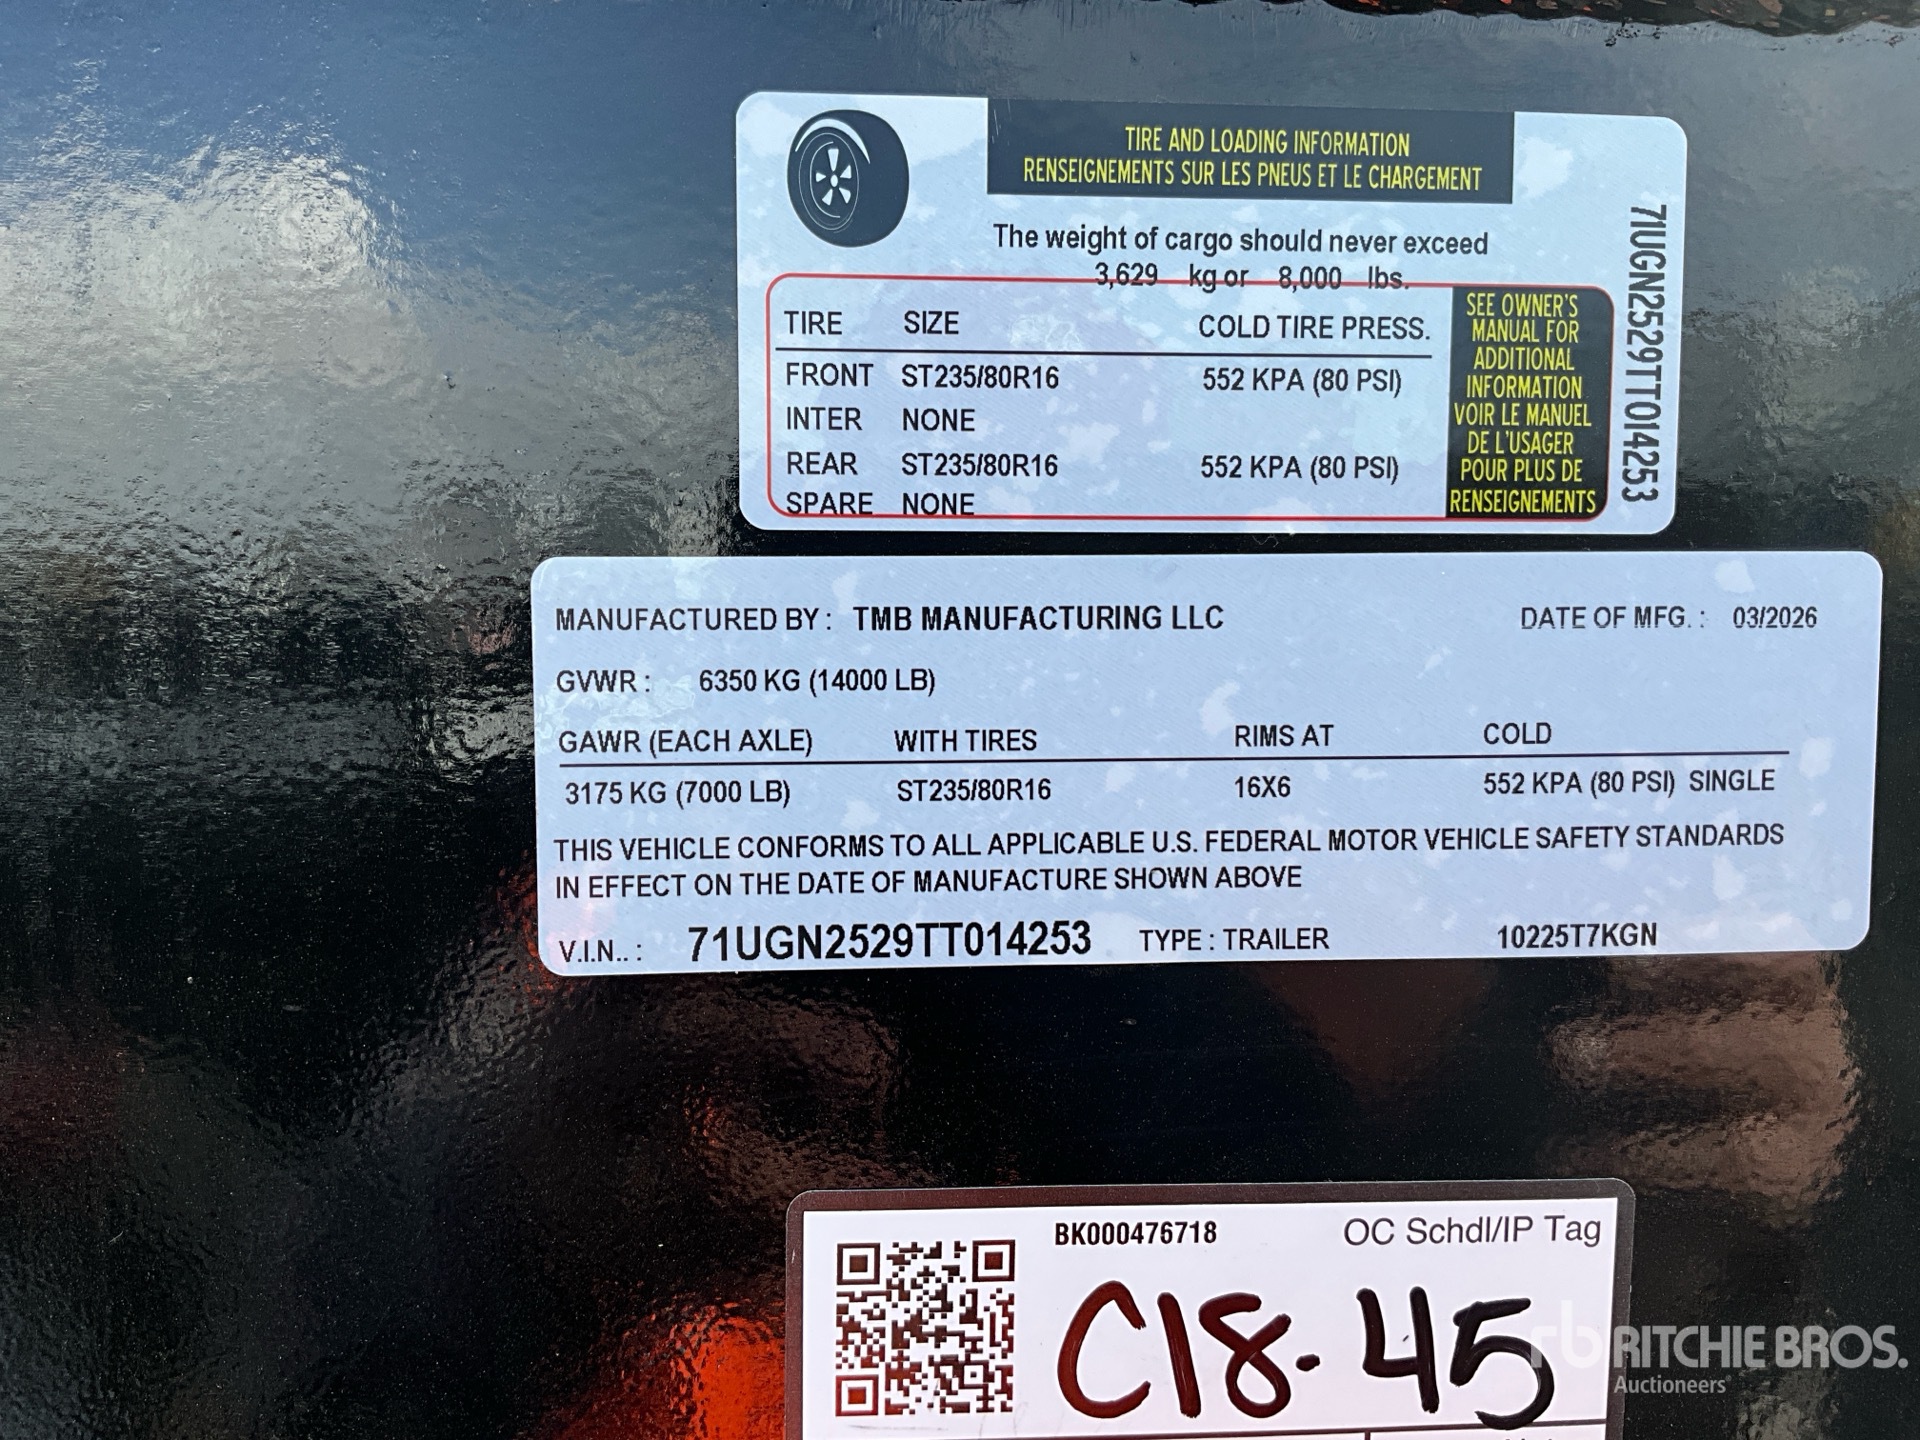 TIRE AND LOADING INFORMATION
RENSEIGNEMENTS SUR LES PNEUS ET LE CHARGEMENT
The weight of cargo should never exceed
3,629 kg or 8,000 lbs.
TIRE SIZE COLD TIRE PRESS.
FRONT ST235/80R16 552 KPA (80 PSI)
INTER NONE
REAR ST235/80R16 552 KPA (80 PSI)
SPARE NONE
SEE OWNER'S
MANUAL FOR
ADDITIONAL
INFORMATION
VOIR LE MANUEL
DE L'USAGER
POUR PLUS DE
RENSEIGNEMENTS
71UGN2529TT014253
MANUFACTURED BY : TMB MANUFACTURING LLC DATE OF MFG. : 03/2026
GVWR : 6350 KG (14000 LB)
GAWR (EACH AXLE) WITH TIRES RIMS AT COLD
3175 KG (7000 LB) ST235/80R16 16X6 552 KPA (80 PSI) SINGLE
THIS VEHICLE CONFORMS TO ALL APPLICABLE U.S. FEDERAL MOTOR VEHICLE SAFETY STANDARDS
IN EFFECT ON THE DATE OF MANUFACTURE SHOWN ABOVE
V.I.N.. : 71UGN2529TT014253 TYPE : TRAILER 10225T7KGN
BK000476718 OC Schdl/IP Tag
C18-45
rb RITCHIE BROS.
Auctioneers